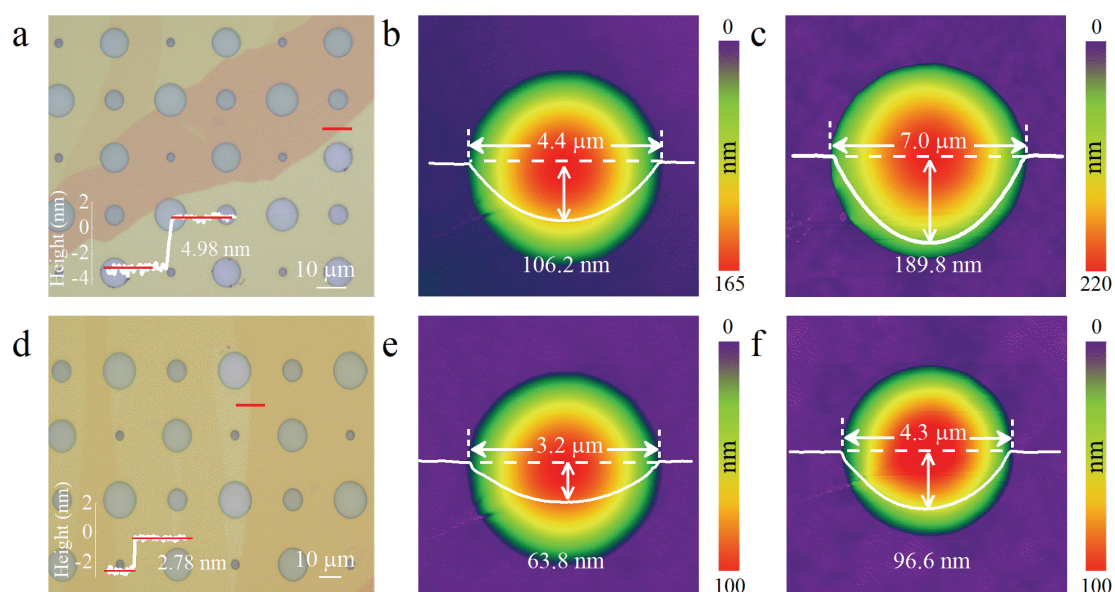 a
Height (nm)
2
0
-2
-4
4.98 nm
10 μm
b
4.4 μm
106.2 nm
0
nm
165
c
7.0 μm
189.8 nm
0
nm
220
d
Height (nm)
2
0
-2
2.78 nm
10 μm
e
3.2 μm
63.8 nm
0
nm
100
f
4.3 μm
96.6 nm
0
nm
100